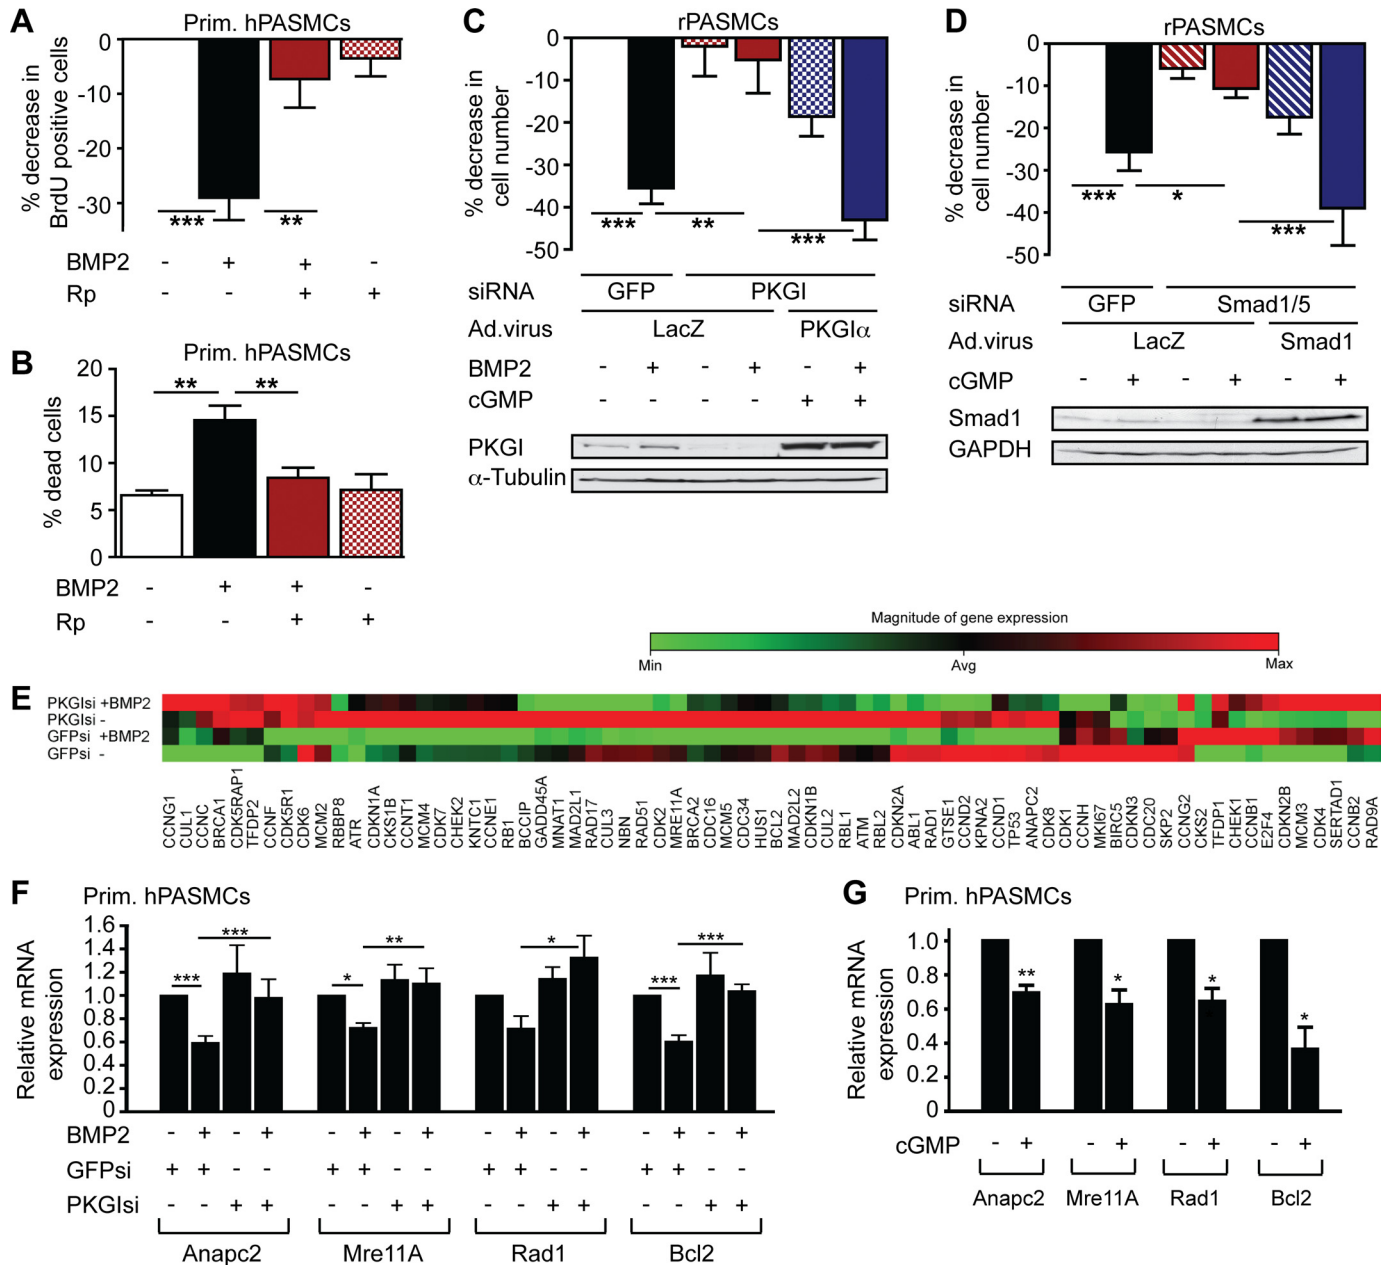 A
Prim. hPASMCs
% decrease in
BrdU positive cells
0
-10
-20
-30
*** **
BMP2 - + + -
Rp - - + +
B
Prim. hPASMCs
% dead cells
20
15
10
5
0
** **
BMP2 - + + -
Rp - - + +
C
rPASMCs
% decrease in
cell number
0
-10
-20
-30
-40
-50
*** ** ***
siRNA GFP PKGI
Ad.virus LacZ PKGIα
BMP2 - + - + - +
cGMP - - - - + +
PKGI
α-Tubulin
D
rPASMCs
% decrease in
cell number
0
-10
-20
-30
-40
-50
*** * ***
siRNA GFP Smad1/5
Ad.virus LacZ Smad1
cGMP - + - + - +
Smad1
GAPDH
Magnitude of gene expression
Min Avg Max
E
PKGIsi +BMP2
PKGIsi -
GFPsi +BMP2
GFPsi -
CCNG1
CUL1
CCNC
BRCA1
CDK5RAP1
TFDP2
CCNF
CDK5R1
CDK6
MCM2
RBBP8
ATR
CDKN1A
CKS1B
CCNT1
MCM4
CDK7
CHEK2
KNTC1
CCNE1
RB1
BCCIP
GADD45A
MNAT1
MAD2L1
RAD17
CUL3
NBN
RAD51
CDK2
MRE11A
BRCA2
CDC16
MCM5
CDC34
HUS1
BCL2
MAD2L2
CDKN1B
CUL2
RBL1
ATM
RBL2
CDKN2A
ABL1
RAD1
GTSE1
CCND2
KPNA2
CCND1
TP53
ANAPC2
CDK8
CDK1
CCNH
MKI67
BIRC5
CDKN3
CDC20
SKP2
CCNG2
CKS2
TFDP1
CHEK1
CCNB1
E2F4
CDKN2B
MCM3
CDK4
SERTAD1
CCNB2
RAD9A
F
Prim. hPASMCs
Relative mRNA
expression
1.6
1.4
1.2
1.0
0.8
0.6
0.4
0.2
0
*** *** * ** * *** ***
BMP2 - + - + - + - + - + - + - + - +
GFPsi + + - - + + - - + + - - + + - -
PKGIsi - - + + - - + + - - + + - - + +
Anapc2 Mre11A Rad1 Bcl2
G
Prim. hPASMCs
Relative mRNA
expression
1.0
0.8
0.6
0.4
0.2
0
** * * *
cGMP - + - + - + - +
Anapc2 Mre11A Rad1 Bcl2